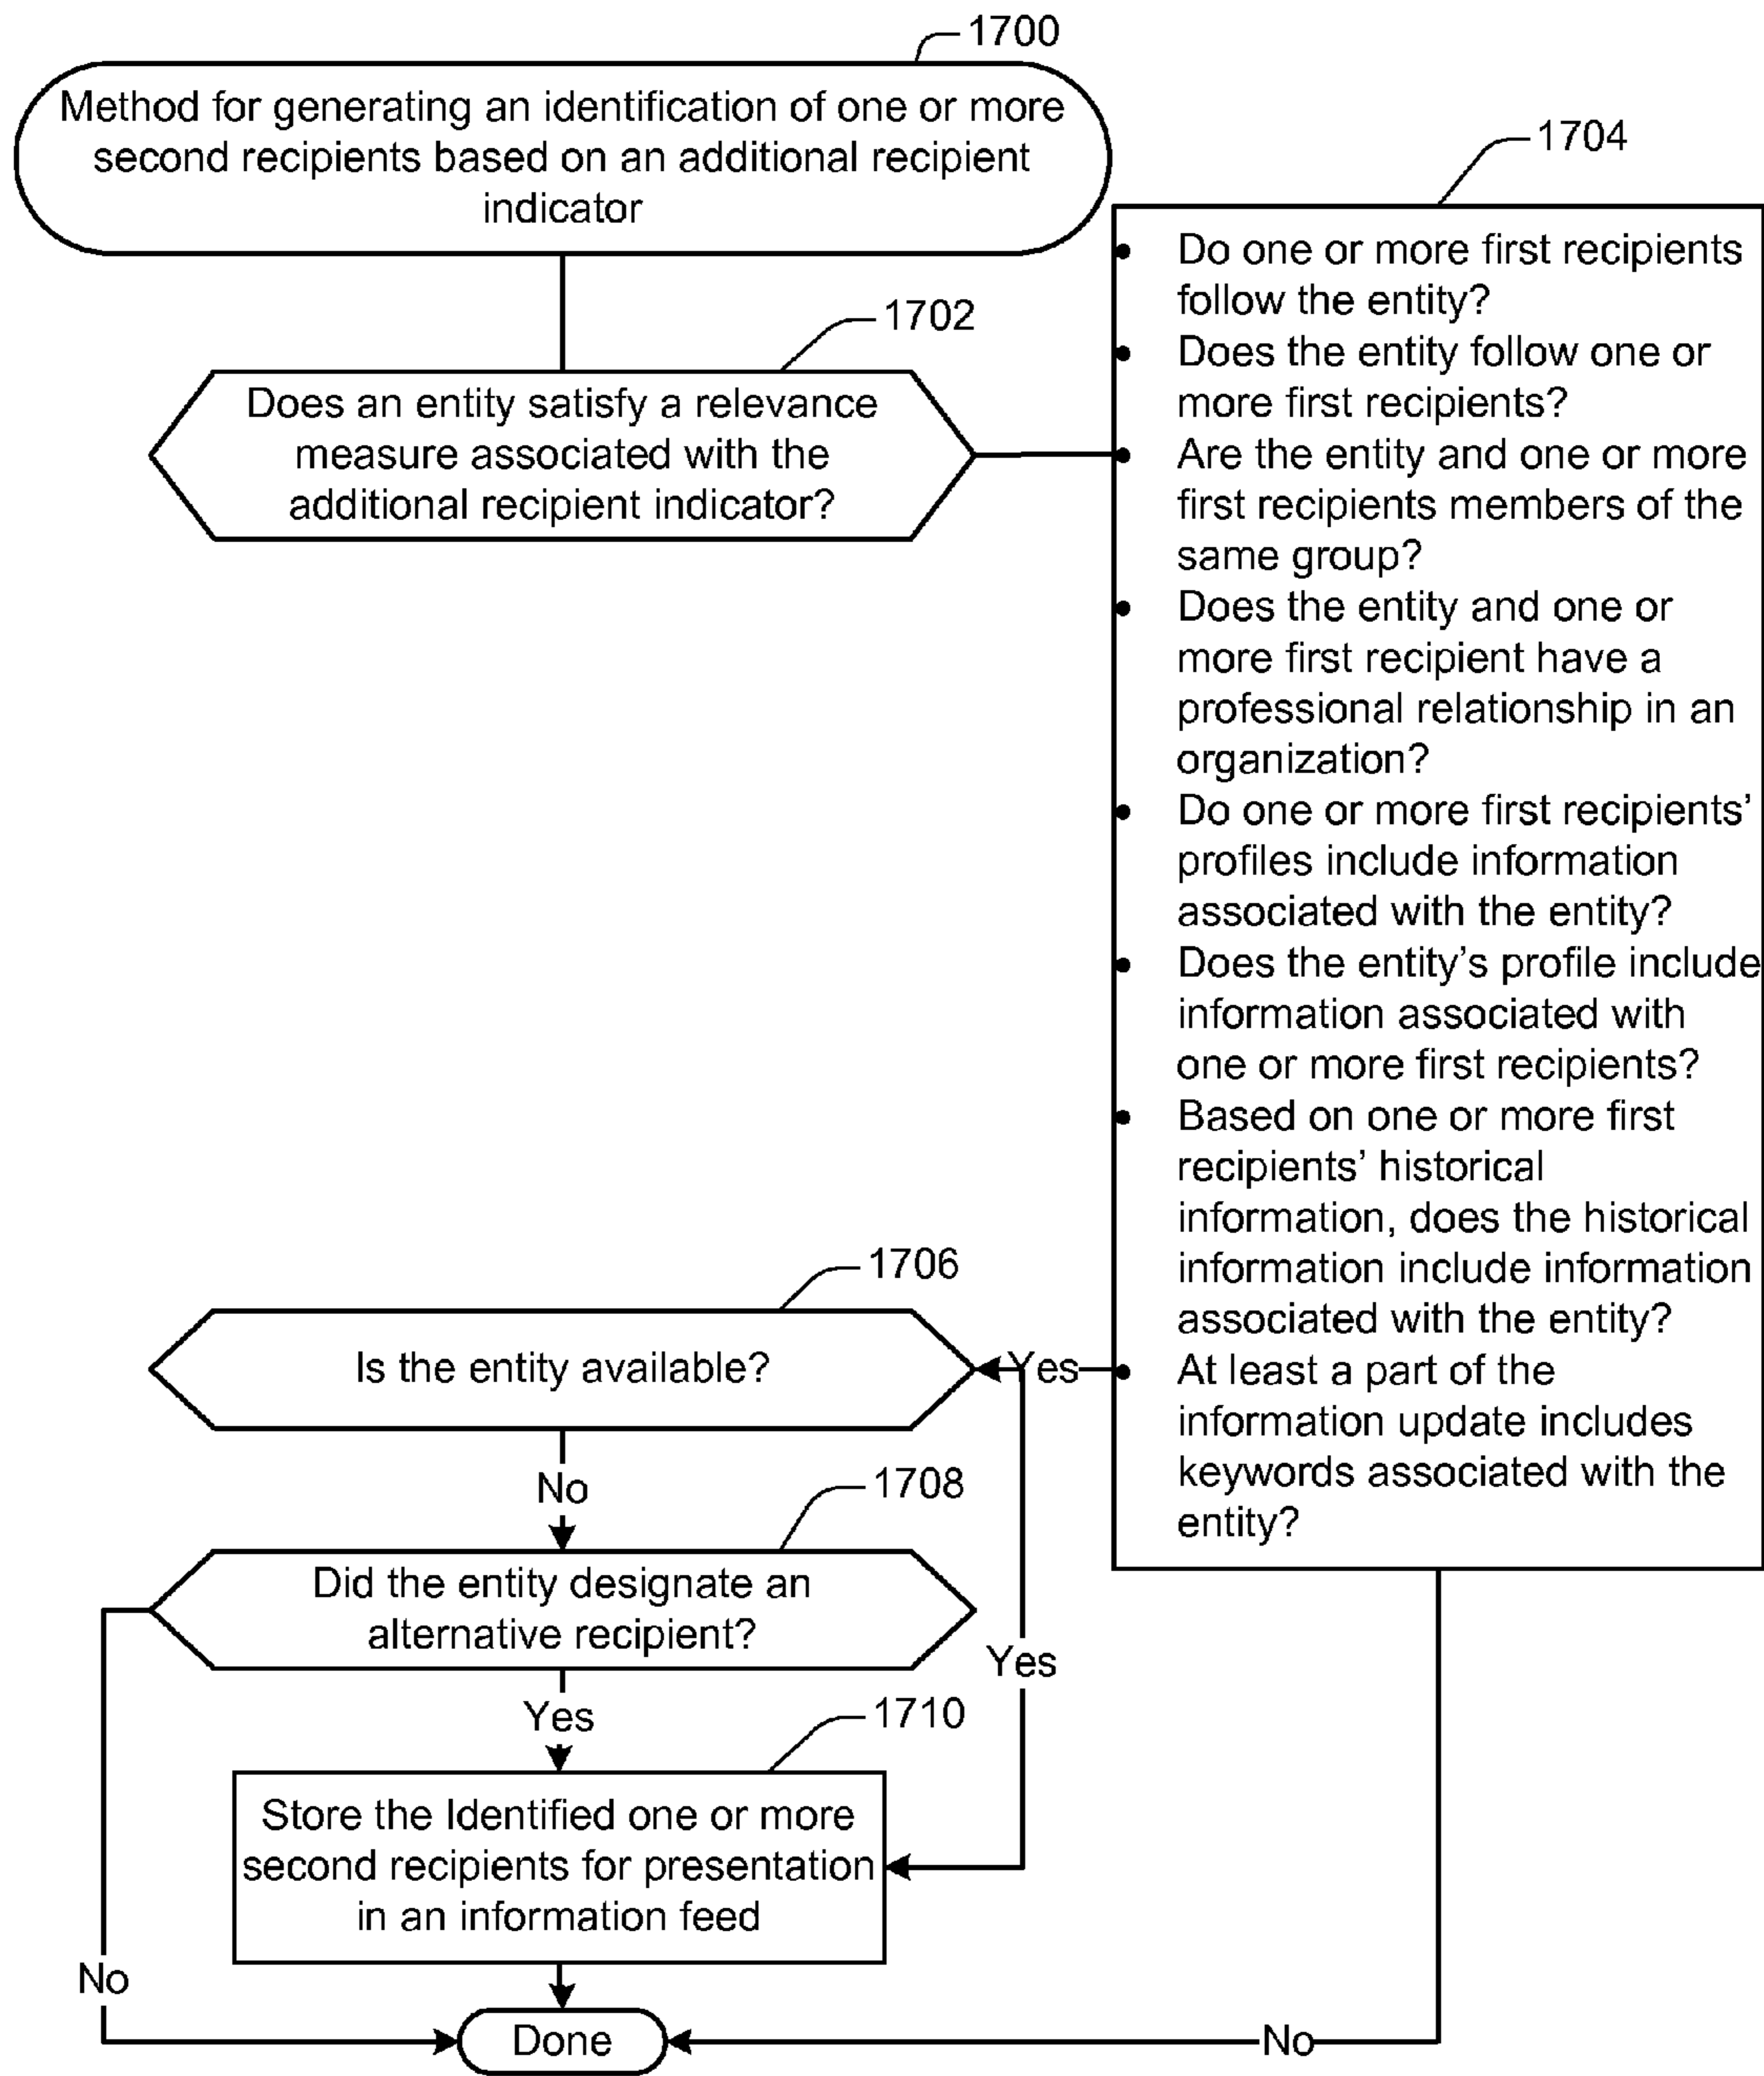 1700
Method for generating an identification of one or more
second recipients based on an additional recipient
indicator
1702
Does an entity satisfy a relevance
measure associated with the
additional recipient indicator?
1704
• Do one or more first recipients
follow the entity?
• Does the entity follow one or
more first recipients?
• Are the entity and one or more
first recipients members of the
same group?
• Does the entity and one or
more first recipient have a
professional relationship in an
organization?
• Do one or more first recipients’
profiles include information
associated with the entity?
• Does the entity’s profile include
information associated with
one or more first recipients?
• Based on one or more first
recipients’ historical
information, does the historical
information include information
associated with the entity?
• At least a part of the
information update includes
keywords associated with the
entity?
Yes
1706
Is the entity available?
No
Yes
1708
Did the entity designate an
alternative recipient?
Yes
1710
Store the Identified one or more
second recipients for presentation
in an information feed
No
Done
No